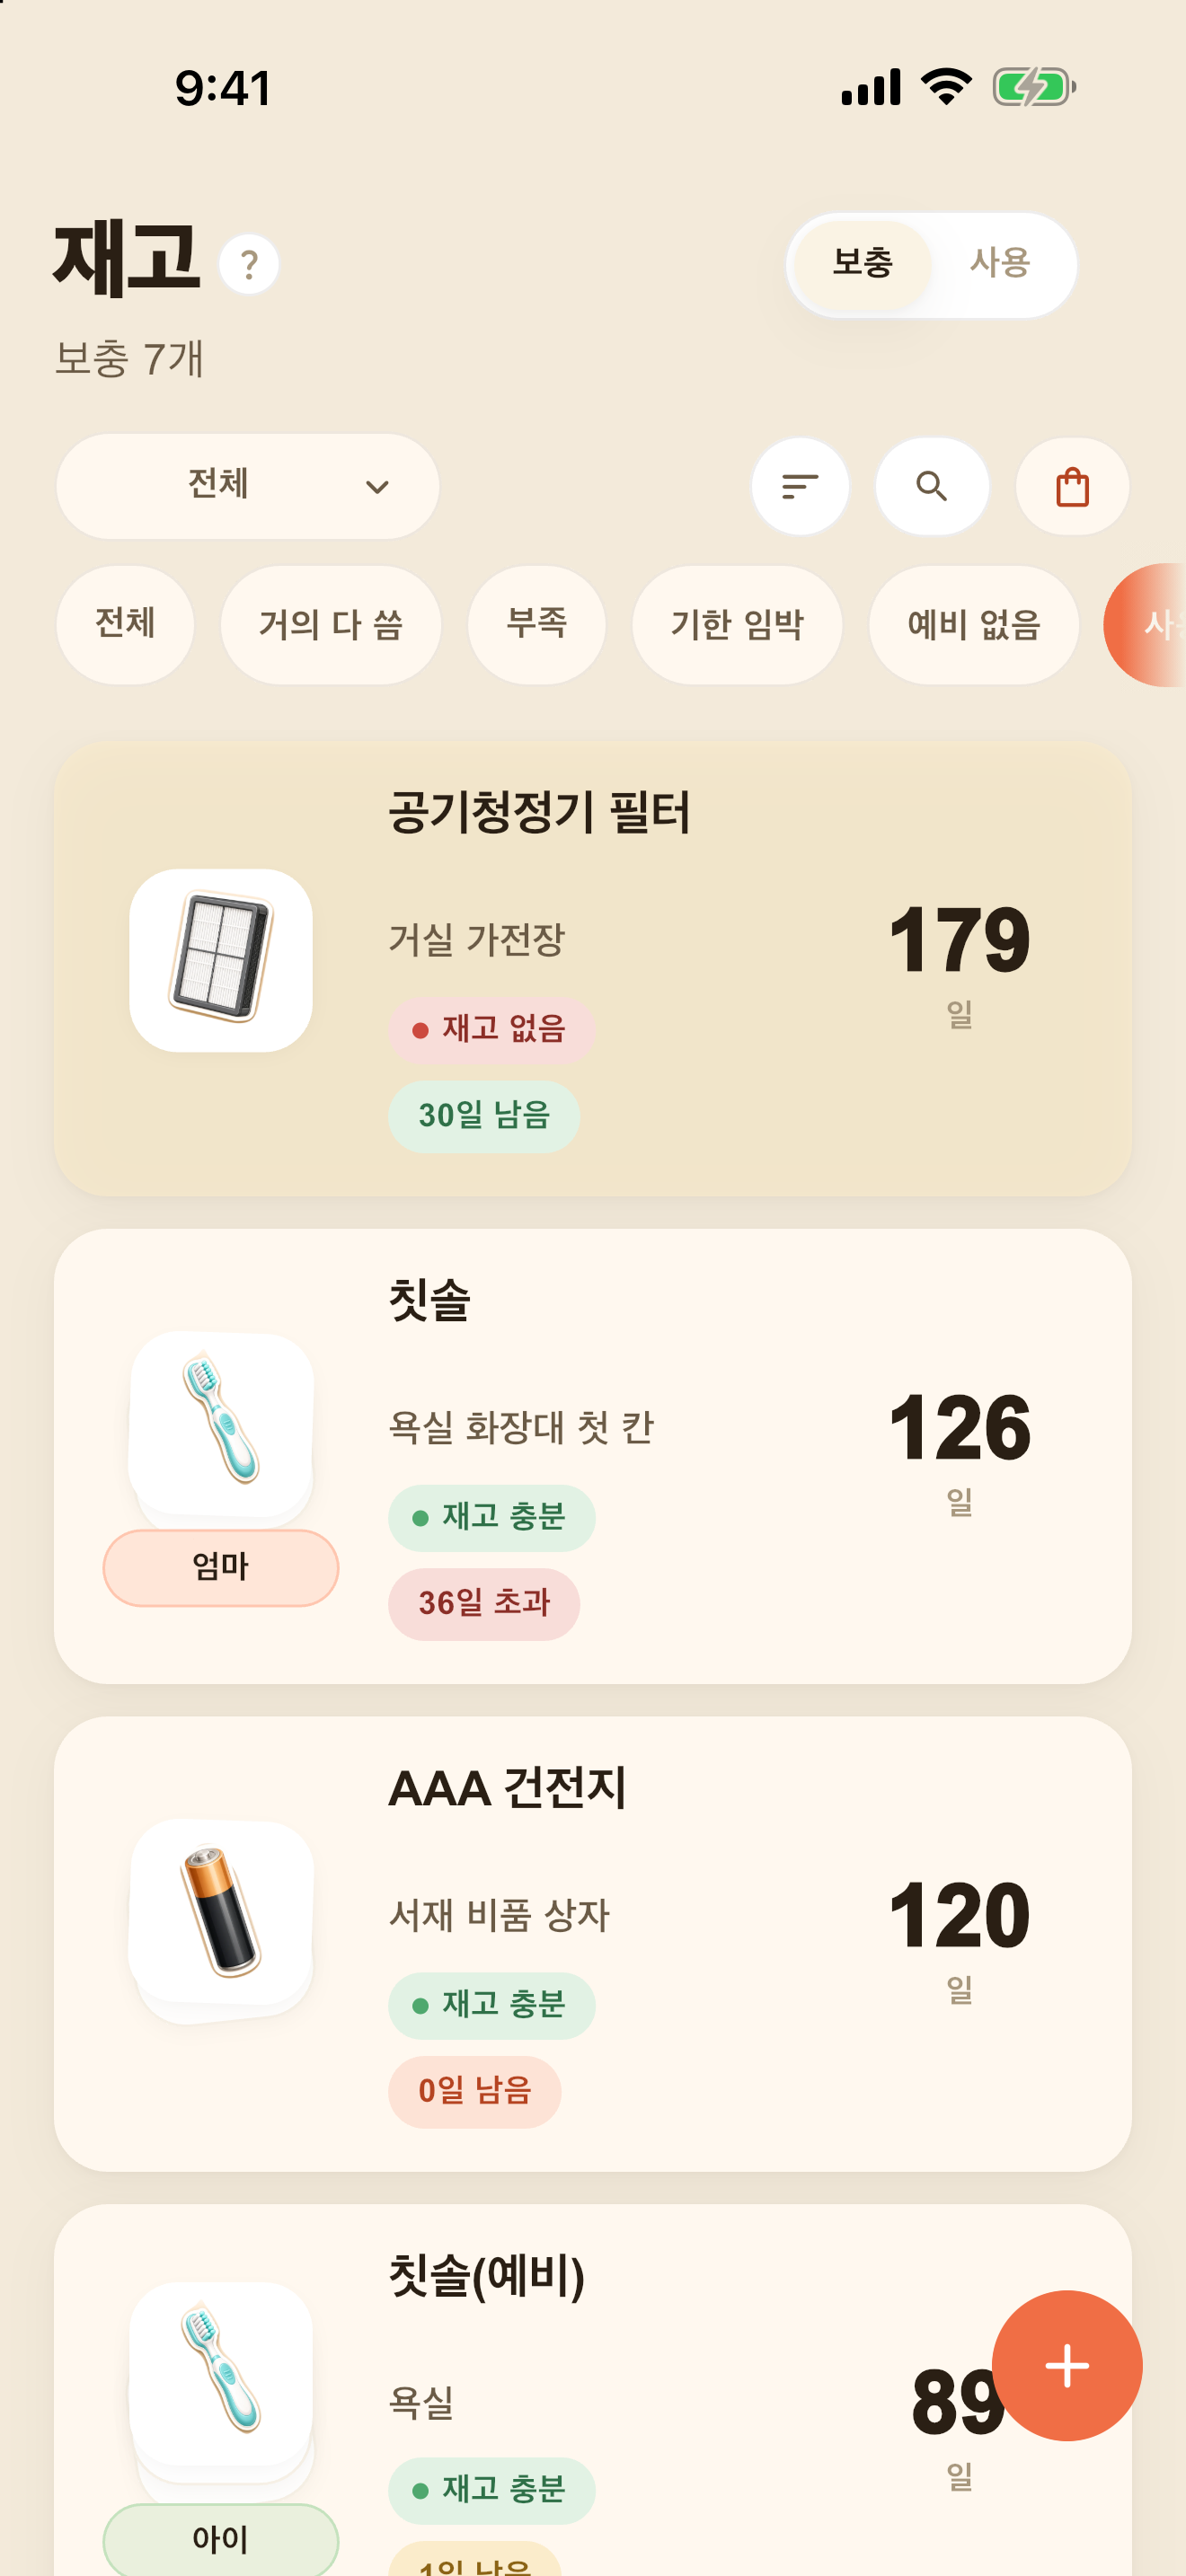 9:41
재고 ?
보충 사용
보충 7개
전체
전체 거의 다 씀 부족 기한 임박 예비 없음
공기청정기 필터
거실 가전장
179
일
재고 없음
30일 남음
칫솔
욕실 화장대 첫 칸
126
일
재고 충분
엄마
36일 초과
AAA 건전지
서재 비품 상자
120
일
재고 충분
0일 남음
칫솔(예비)
욕실
89
일
재고 충분
아이
1일 남음